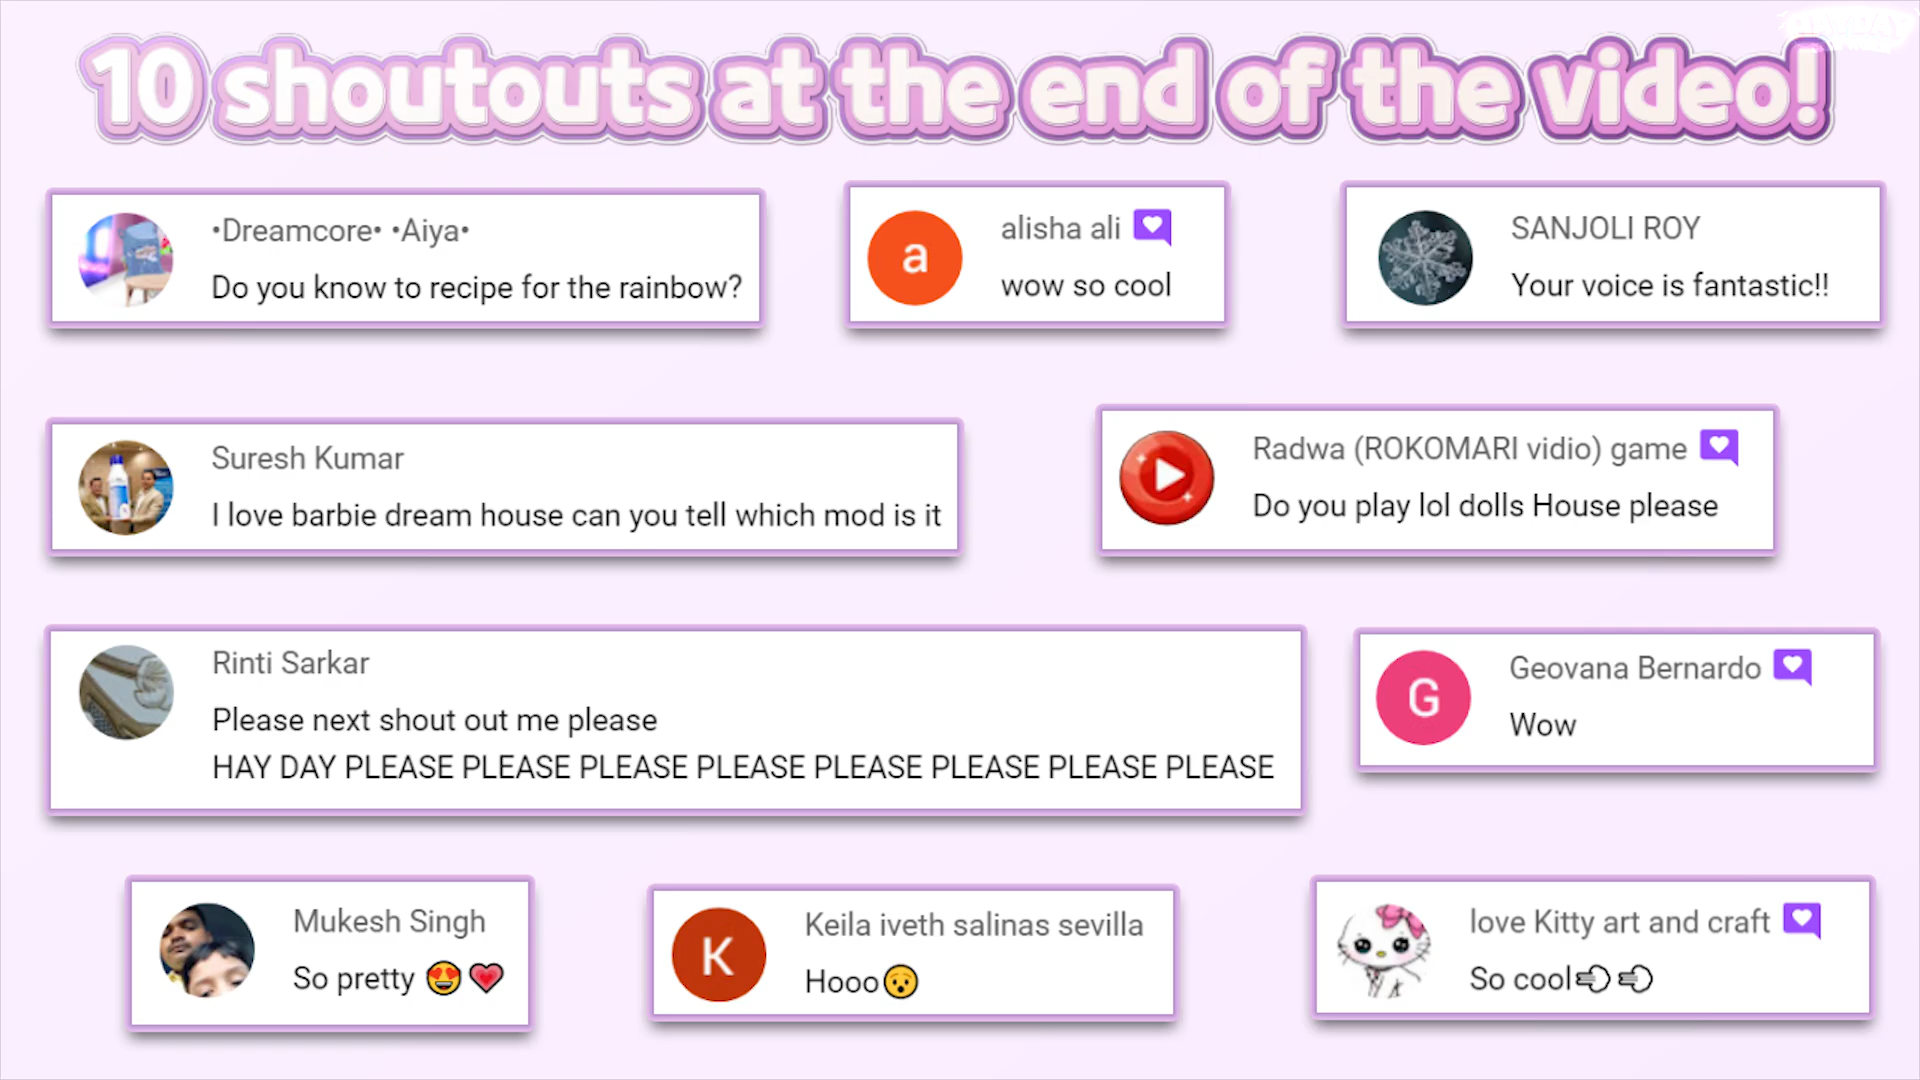 10 shoutouts at the end of the video!
•Dreamcore• •Aiya•
Do you know to recipe for the rainbow?
a
alisha ali
wow so cool
SANJOLI ROY
Your voice is fantastic!!
Suresh Kumar
I love barbie dream house can you tell which mod is it
Radwa (ROKOMARI vidio) game
Do you play lol dolls House please
Rinti Sarkar
Please next shout out me please
HAY DAY PLEASE PLEASE PLEASE PLEASE PLEASE PLEASE PLEASE PLEASE
G
Geovana Bernardo
Wow
Mukesh Singh
So pretty 😍💗
K
Keila iveth salinas sevilla
Hooo😯
love Kitty art and craft
So cool💨💨